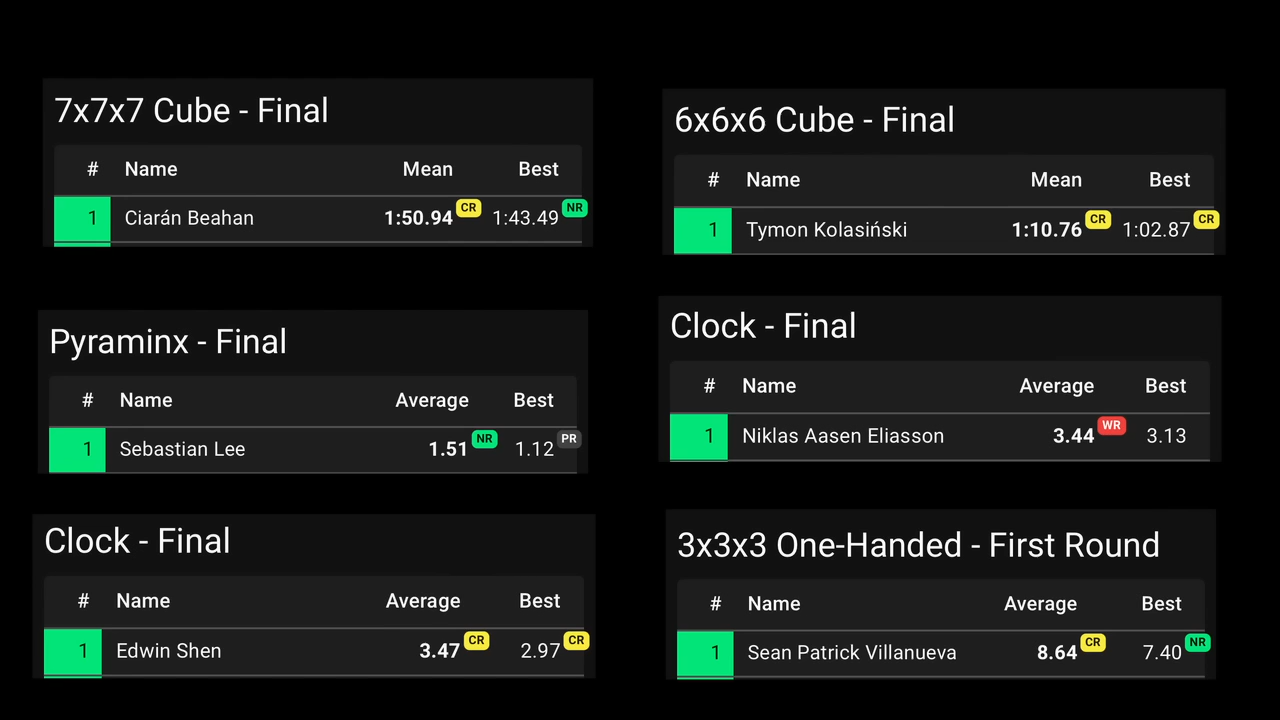 7x7x7 Cube - Final
# Name Mean Best
1 Ciarán Beahan 1:50.94 CR 1:43.49 NR
6x6x6 Cube - Final
# Name Mean Best
1 Tymon Kolasiński 1:10.76 CR 1:02.87 CR
Pyraminx - Final
# Name Average Best
1 Sebastian Lee 1.51 NR 1.12 PR
Clock - Final
# Name Average Best
1 Niklas Aasen Eliasson 3.44 WR 3.13
Clock - Final
# Name Average Best
1 Edwin Shen 3.47 CR 2.97 CR
3x3x3 One-Handed - First Round
# Name Average Best
1 Sean Patrick Villanueva 8.64 CR 7.40 NR